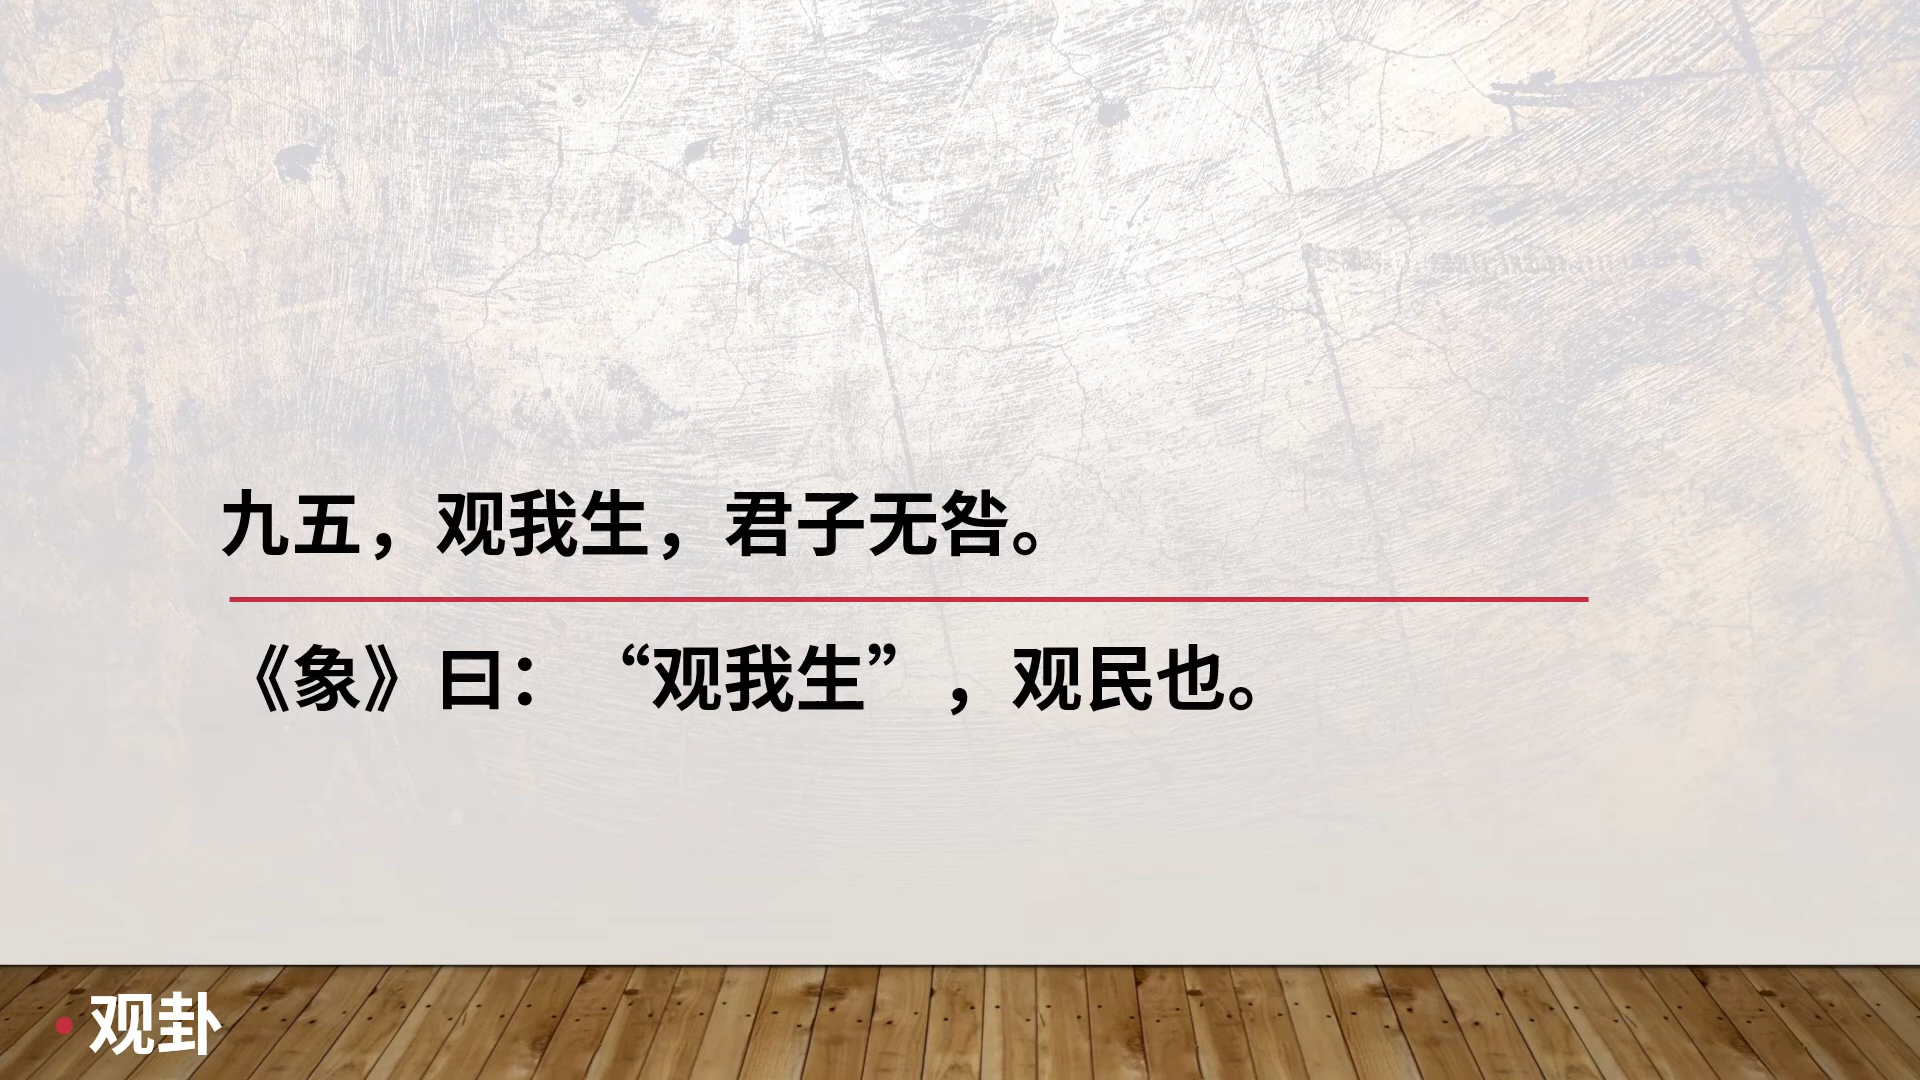 九五，观我生，君子无咎。
《象》曰：“观我生”，观民也。
• 观卦